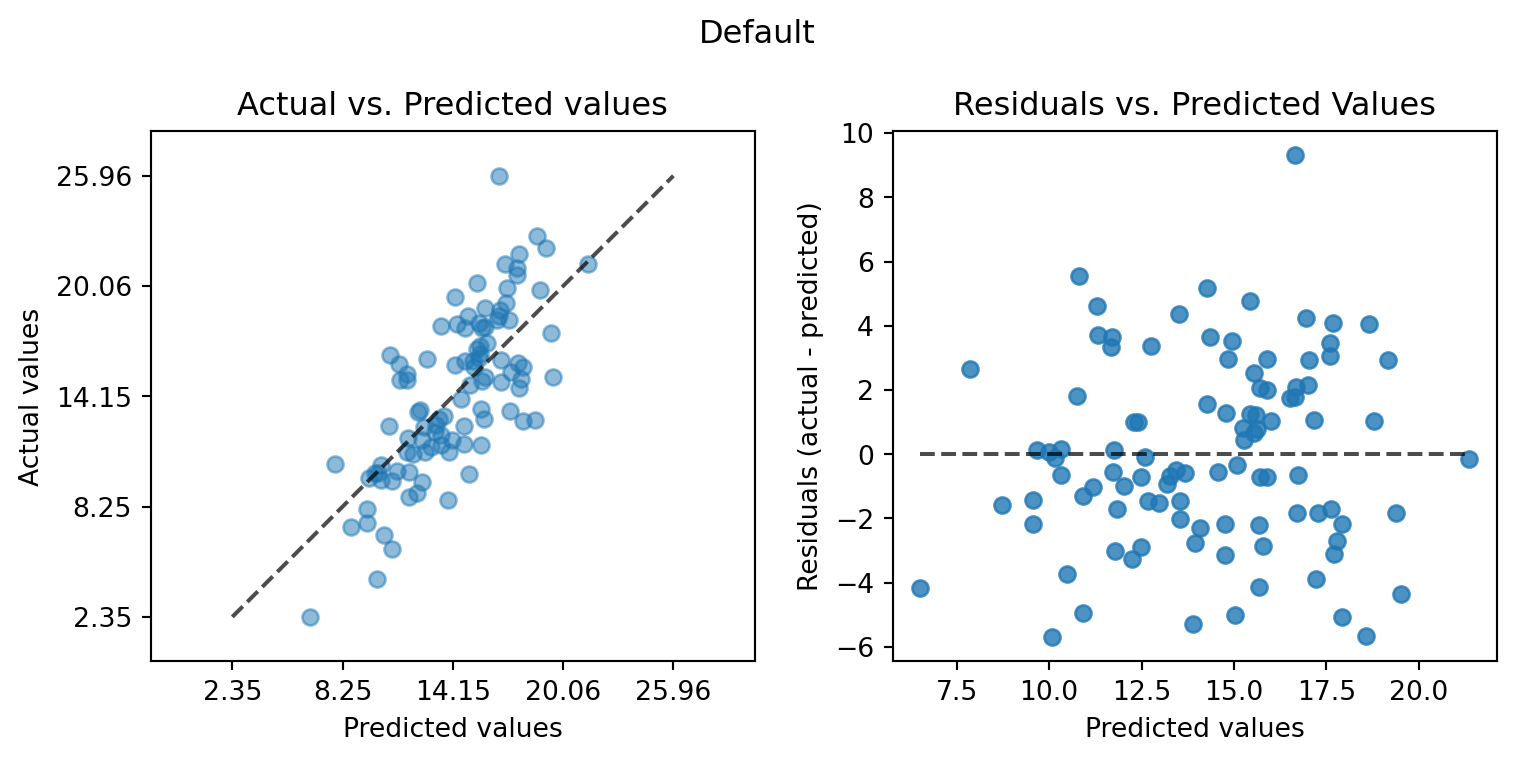 Default
Actual vs. Predicted values
Actual values
25.96
20.06
14.15
8.25
2.35
2.35 8.25 14.15 20.06 25.96
Predicted values
Residuals vs. Predicted Values
Residuals (actual - predicted)
10
8
6
4
2
0
−2
−4
−6
7.5 10.0 12.5 15.0 17.5 20.0
Predicted values